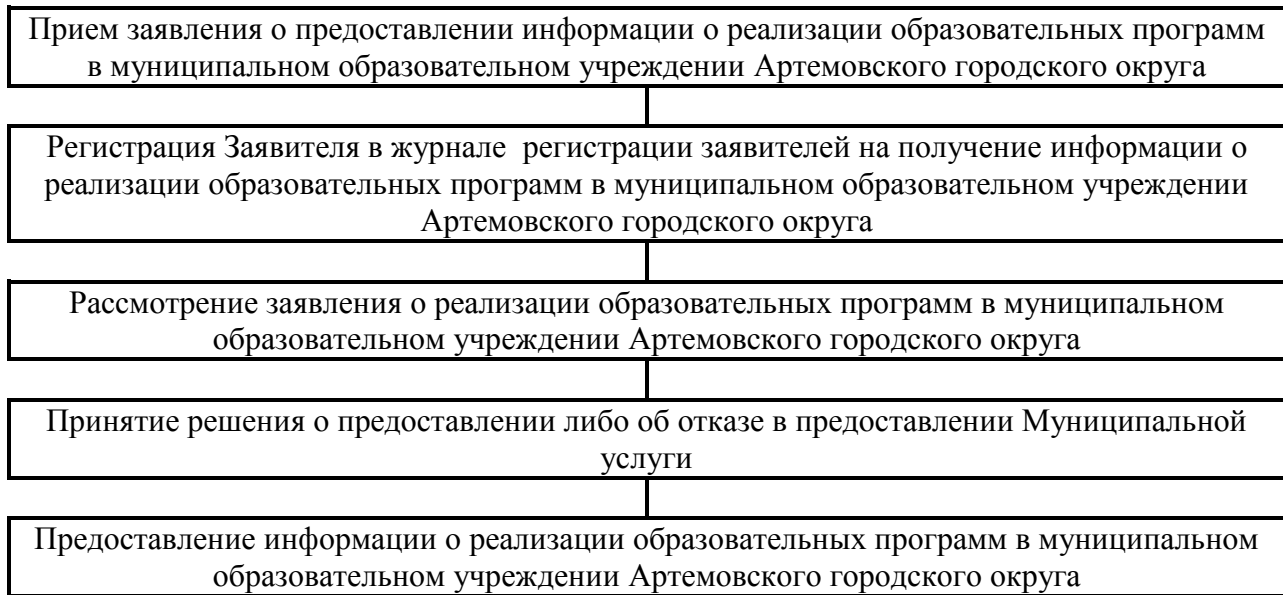 Прием заявления о предоставлении информации о реализации образовательных программ
в муниципальном образовательном учреждении Артемовского городского округа
Регистрация Заявителя в журнале  регистрации заявителей на получение информации о
реализации образовательных программ в муниципальном образовательном учреждении
Артемовского городского округа
Рассмотрение заявления о реализации образовательных программ в муниципальном
образовательном учреждении Артемовского городского округа
Принятие решения о предоставлении либо об отказе в предоставлении Муниципальной
услуги
Предоставление информации о реализации образовательных программ в муниципальном
образовательном учреждении Артемовского городского округа